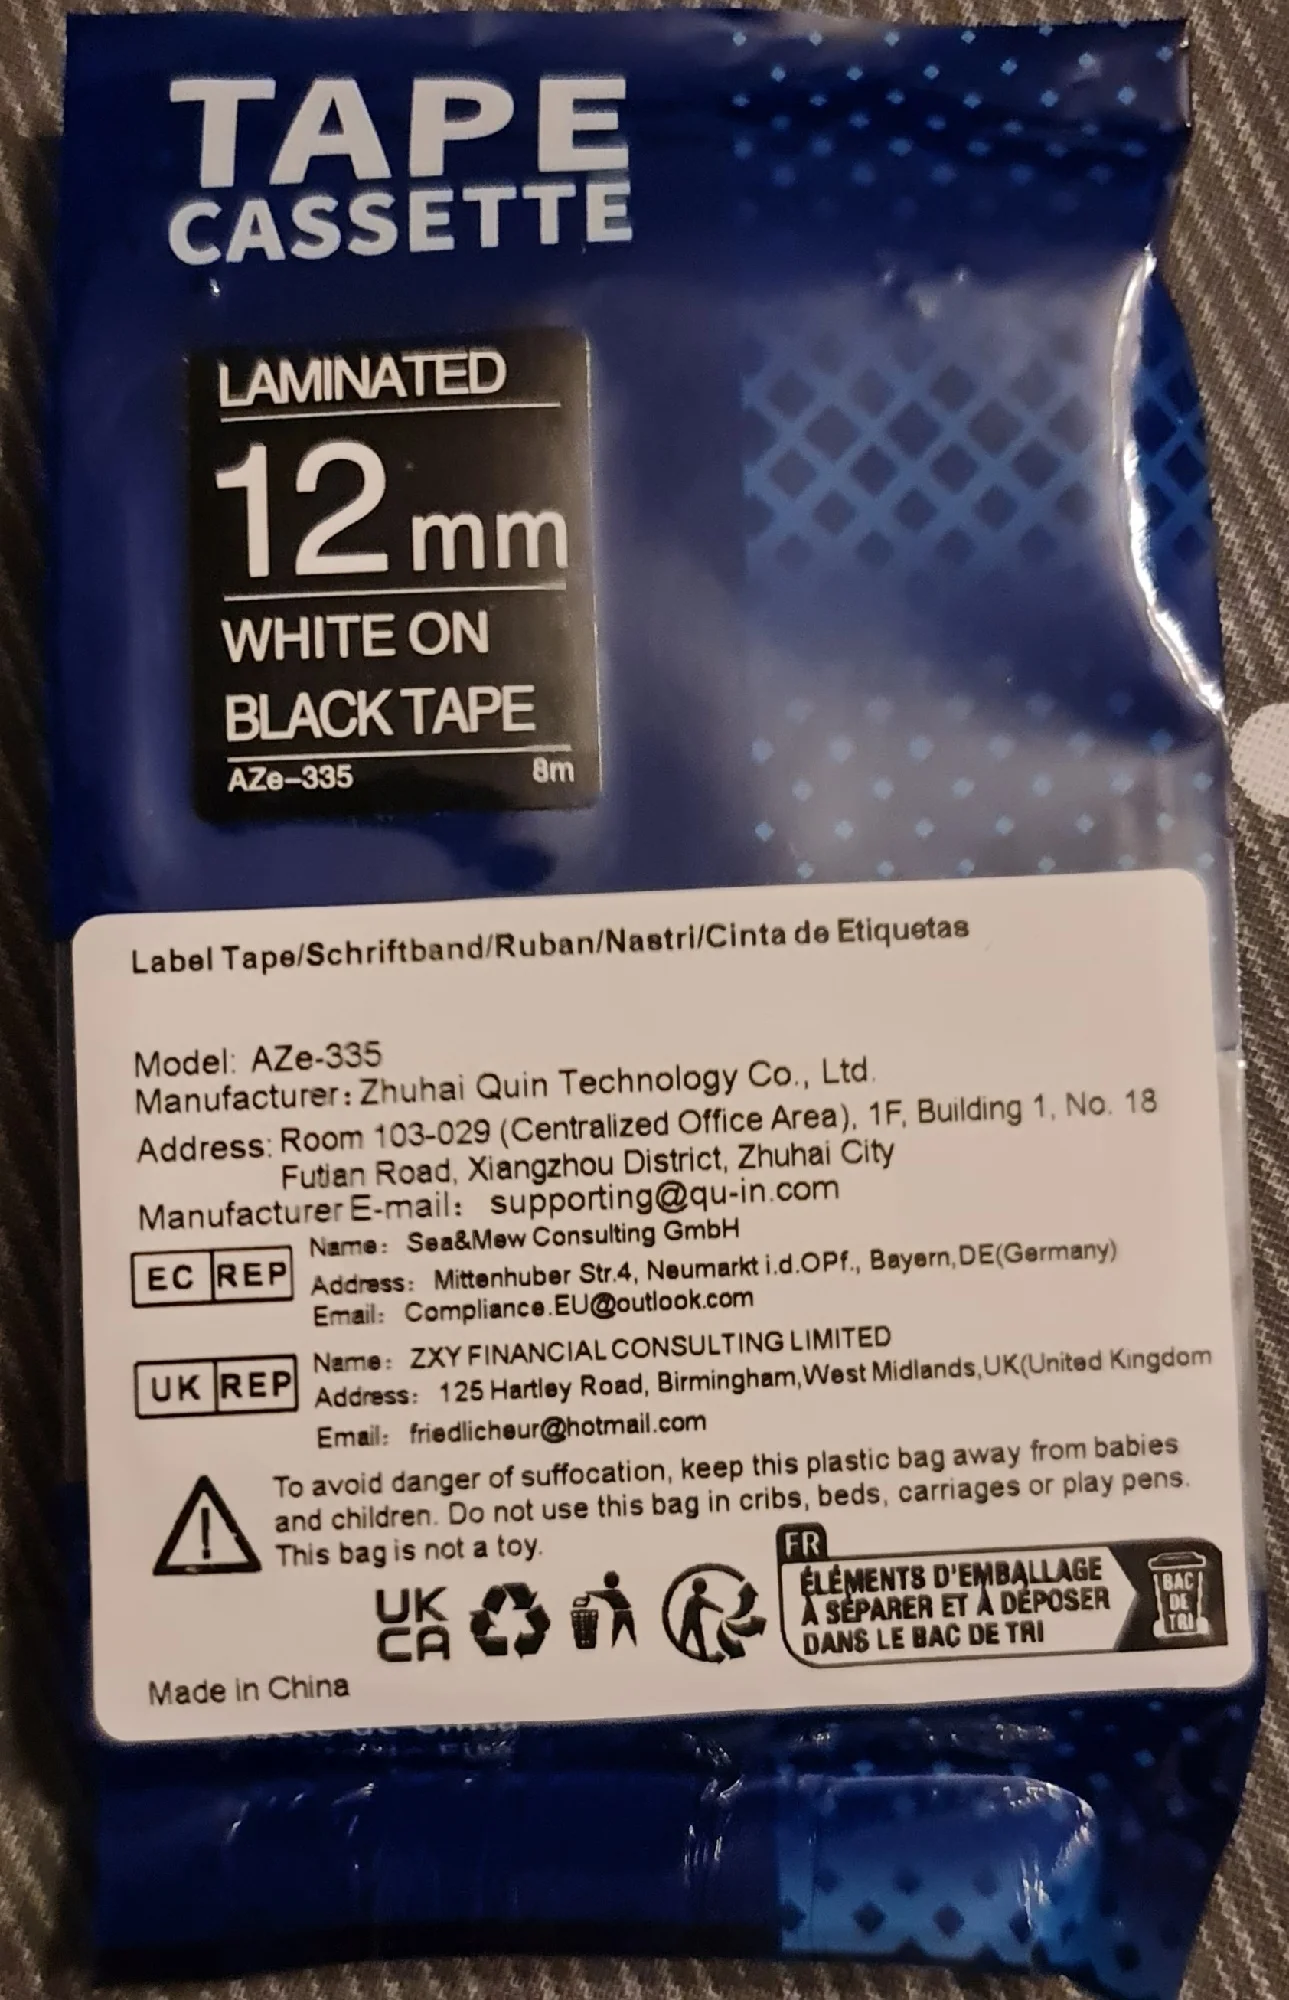 TAPE
CASSETTE
LAMINATED
12 mm
WHITE ON
BLACK TAPE
AZe-335 8m
Label Tape/Schriftband/Ruban/Nastri/Cinta de Etiquetas
Model: AZe-335
Manufacturer: Zhuhai Quin Technology Co., Ltd.
Address: Room 103-029 (Centralized Office Area), 1F, Building 1, No. 18
Futian Road, Xiangzhou District, Zhuhai City
Manufacturer E-mail: supporting@qu-in.com
EC REP
Name: Sea&Mew Consulting GmbH
Address: Mittenhuber Str.4, Neumarkt i.d.OPf., Bayern,DE(Germany)
Email: Compliance.EU@outlook.com
UK REP
Name: ZXY FINANCIAL CONSULTING LIMITED
Address: 125 Hartley Road, Birmingham,West Midlands,UK(United Kingdom
Email: friedlicheur@hotmail.com
To avoid danger of suffocation, keep this plastic bag away from babies
and children. Do not use this bag in cribs, beds, carriages or play pens.
This bag is not a toy.
UK
CA
FR
ÉLÉMENTS D'EMBALLAGE
À SÉPARER ET À DÉPOSER
DANS LE BAC DE TRI
BAC
DE
TRI
Made in China